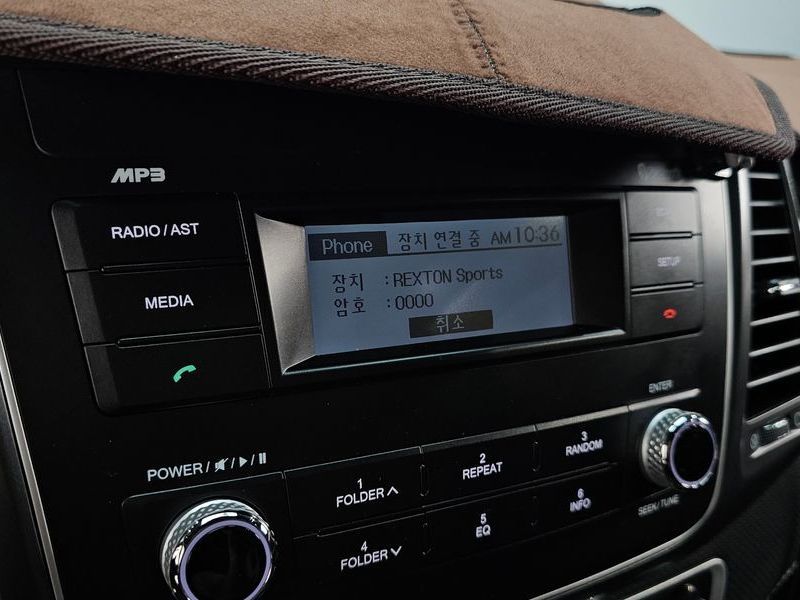 MP3
RADIO / AST
MEDIA
Phone 장치 연결 중 AM 10:36
장치 : REXTON Sports
암호 : 0000
취소
SETUP
ENTER
POWER /
1 FOLDER
2 REPEAT
3 RANDOM
4 FOLDER
5 EQ
6 INFO
SEEK / TUNE